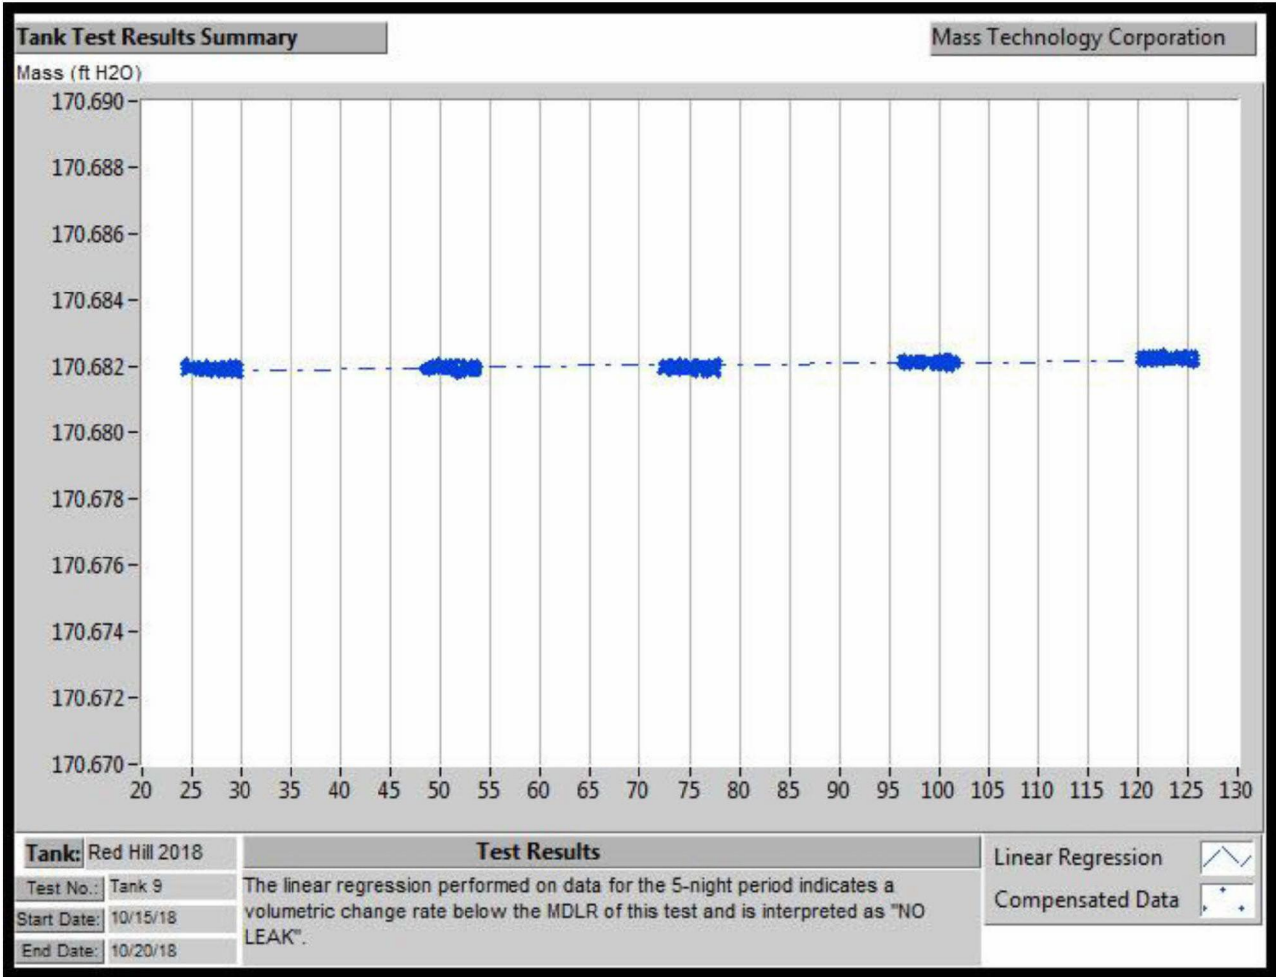 Tank Test Results Summary
Mass Technology Corporation
Mass (ft H2O)
170.690
170.688
170.686
170.684
170.682
170.680
170.678
170.676
170.674
170.672
170.670
20 25 30 35 40 45 50 55 60 65 70 75 80 85 90 95 100 105 110 115 120 125 130
Tank: Red Hill 2018
Test No.: Tank 9
Start Date: 10/15/18
End Date: 10/20/18
Test Results
The linear regression performed on data for the 5-night period indicates a
volumetric change rate below the MDLR of this test and is interpreted as "NO
LEAK".
Linear Regression
Compensated Data